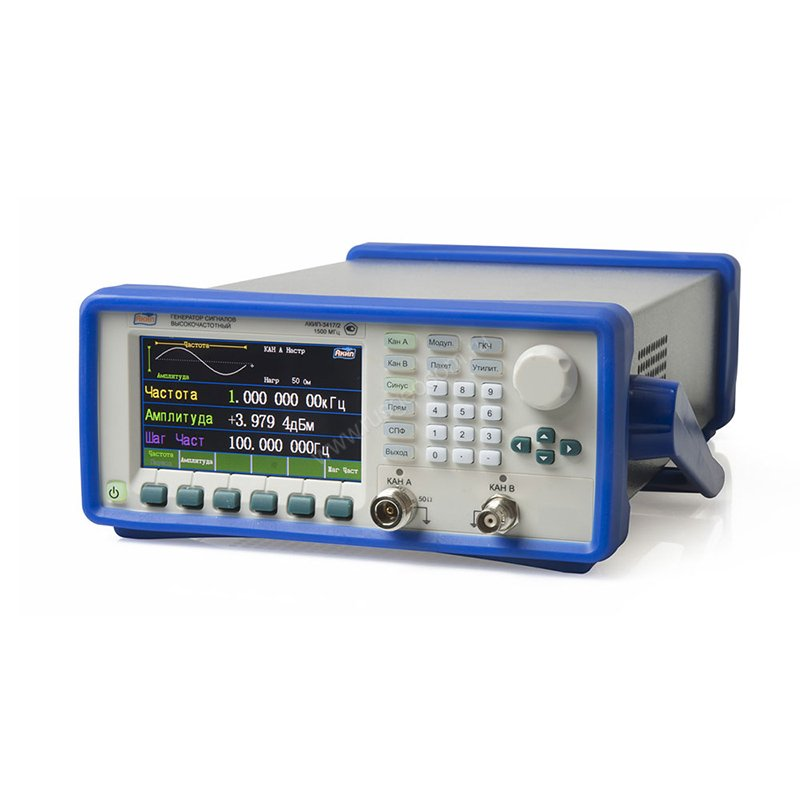 Акип
ГЕНЕРАТОР СИГНАЛОВ
ВЫСОКОЧАСТОТНЫЙ
АКИП-3417/2
1500 МГц
Частота
КАН А Настр
Акип
Амплитуда
Нагр 50 Ом
Частота 1.000 000 00кГц
Амплитуда +3.979 4дБм
Шаг Част 100.000 000Гц
Частота Амплитуда Шаг Част
Кан А Модул. ГКЧ
Кан В Пакет Утилит.
Синус 7 8 9
Прям 4 5 6
СПФ 1 2 3
Выход 0 . -
КАН А
50Ω
КАН В